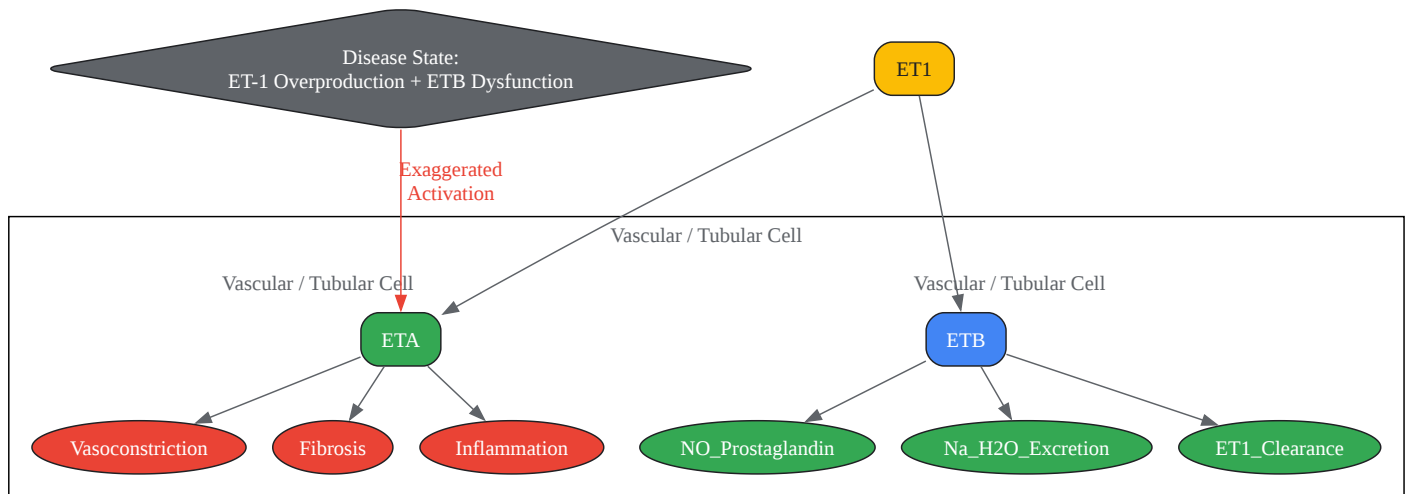 Disease State:
ET-1 Overproduction + ETB Dysfunction
ET1
Exaggerated
Activation
Vascular / Tubular Cell
Vascular / Tubular Cell
Vascular / Tubular Cell
ETA
ETB
Vasoconstriction
Fibrosis
Inflammation
NO_Prostaglandin
Na_H2O_Excretion
ET1_Clearance